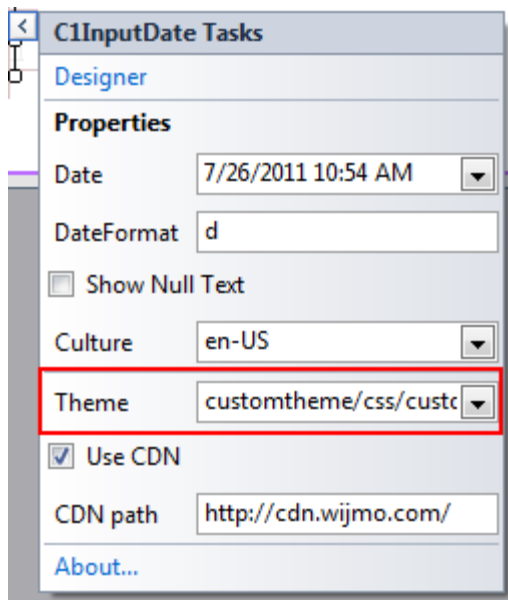 C1InputDate Tasks
Designer
Properties
Date 7/26/2011 10:54 AM
DateFormat d
Show Null Text
Culture en-US
Theme customtheme/css/custc
Use CDN
CDN path http://cdn.wijmo.com/
About...